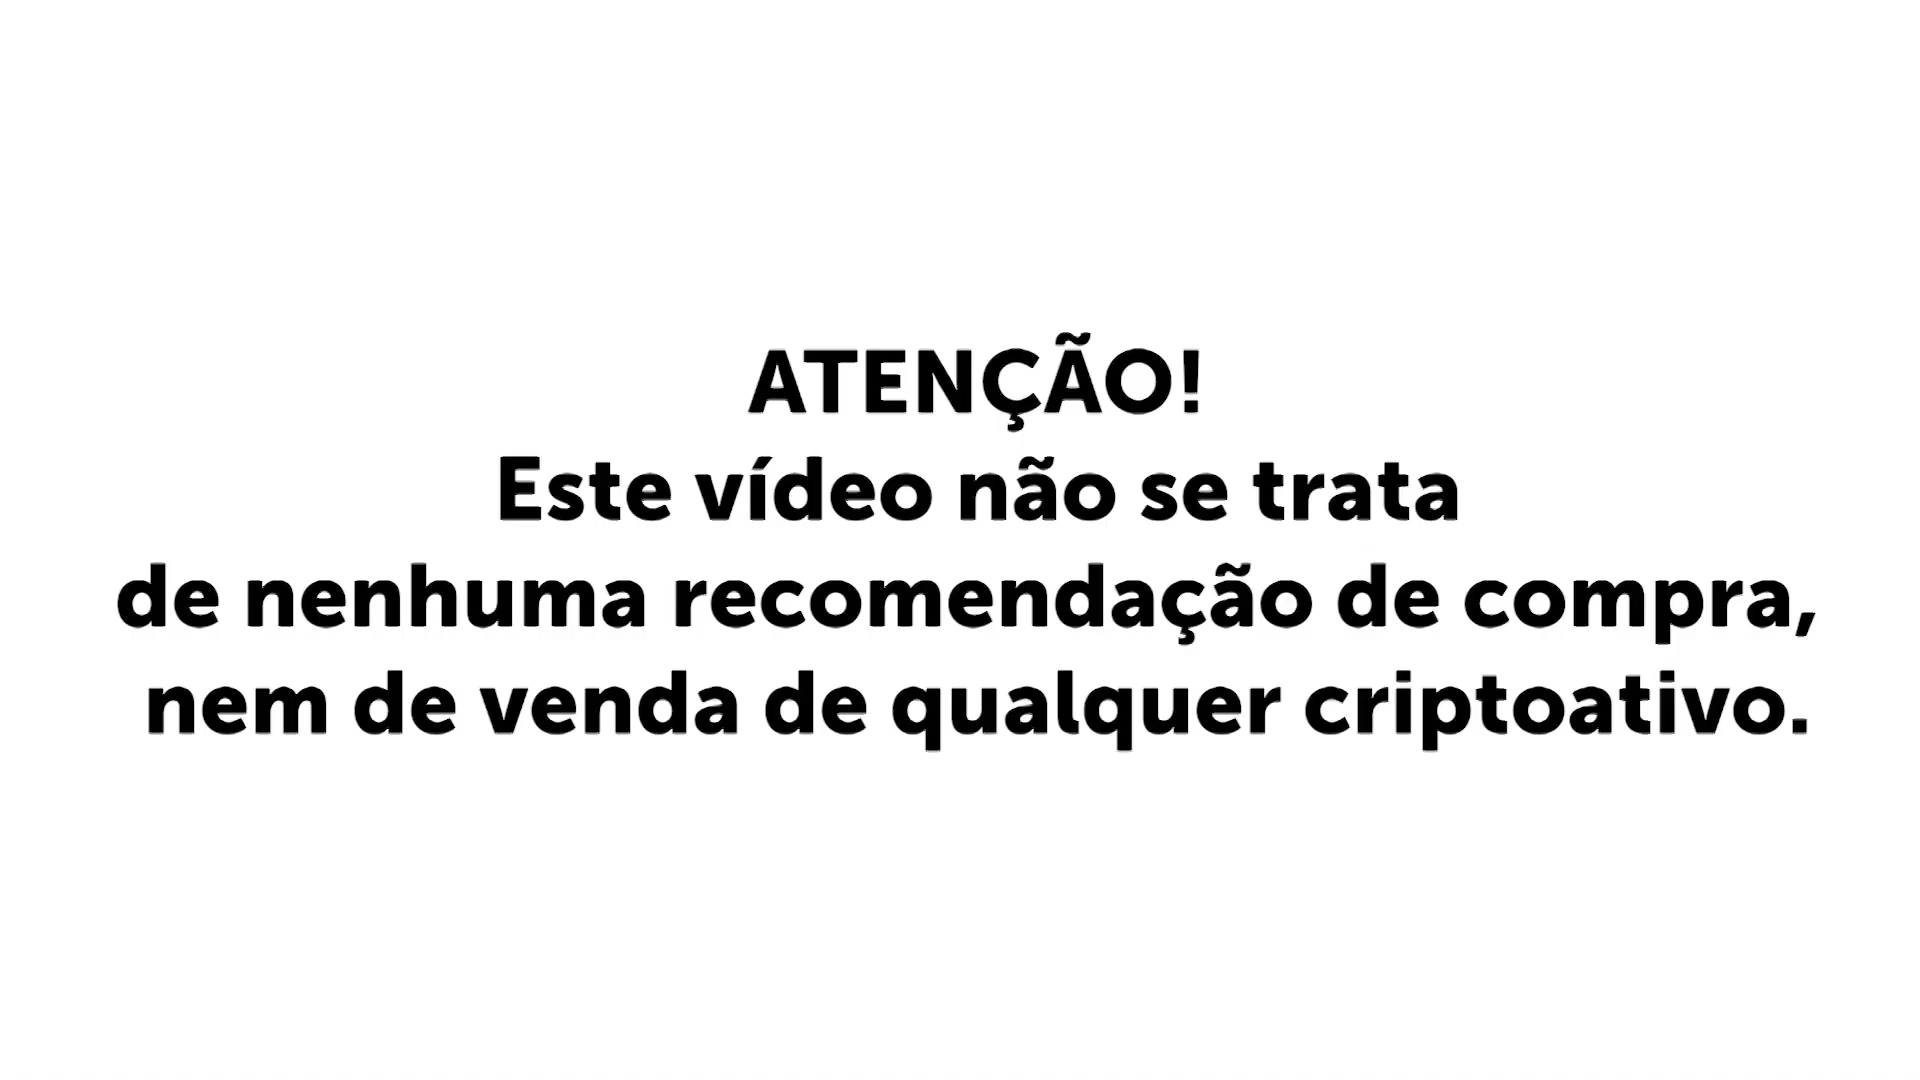 ATENÇÃO!
Este vídeo não se trata
de nenhuma recomendação de compra,
nem de venda de qualquer criptoativo.